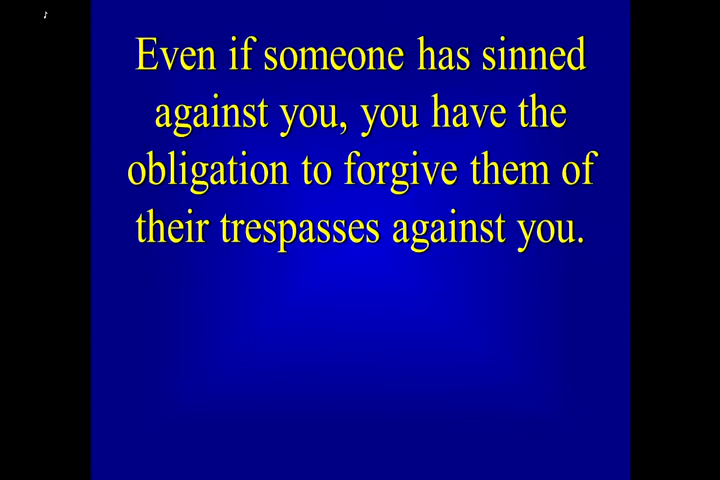 Even if someone has sinned
against you, you have the
obligation to forgive them of
their trespasses against you.